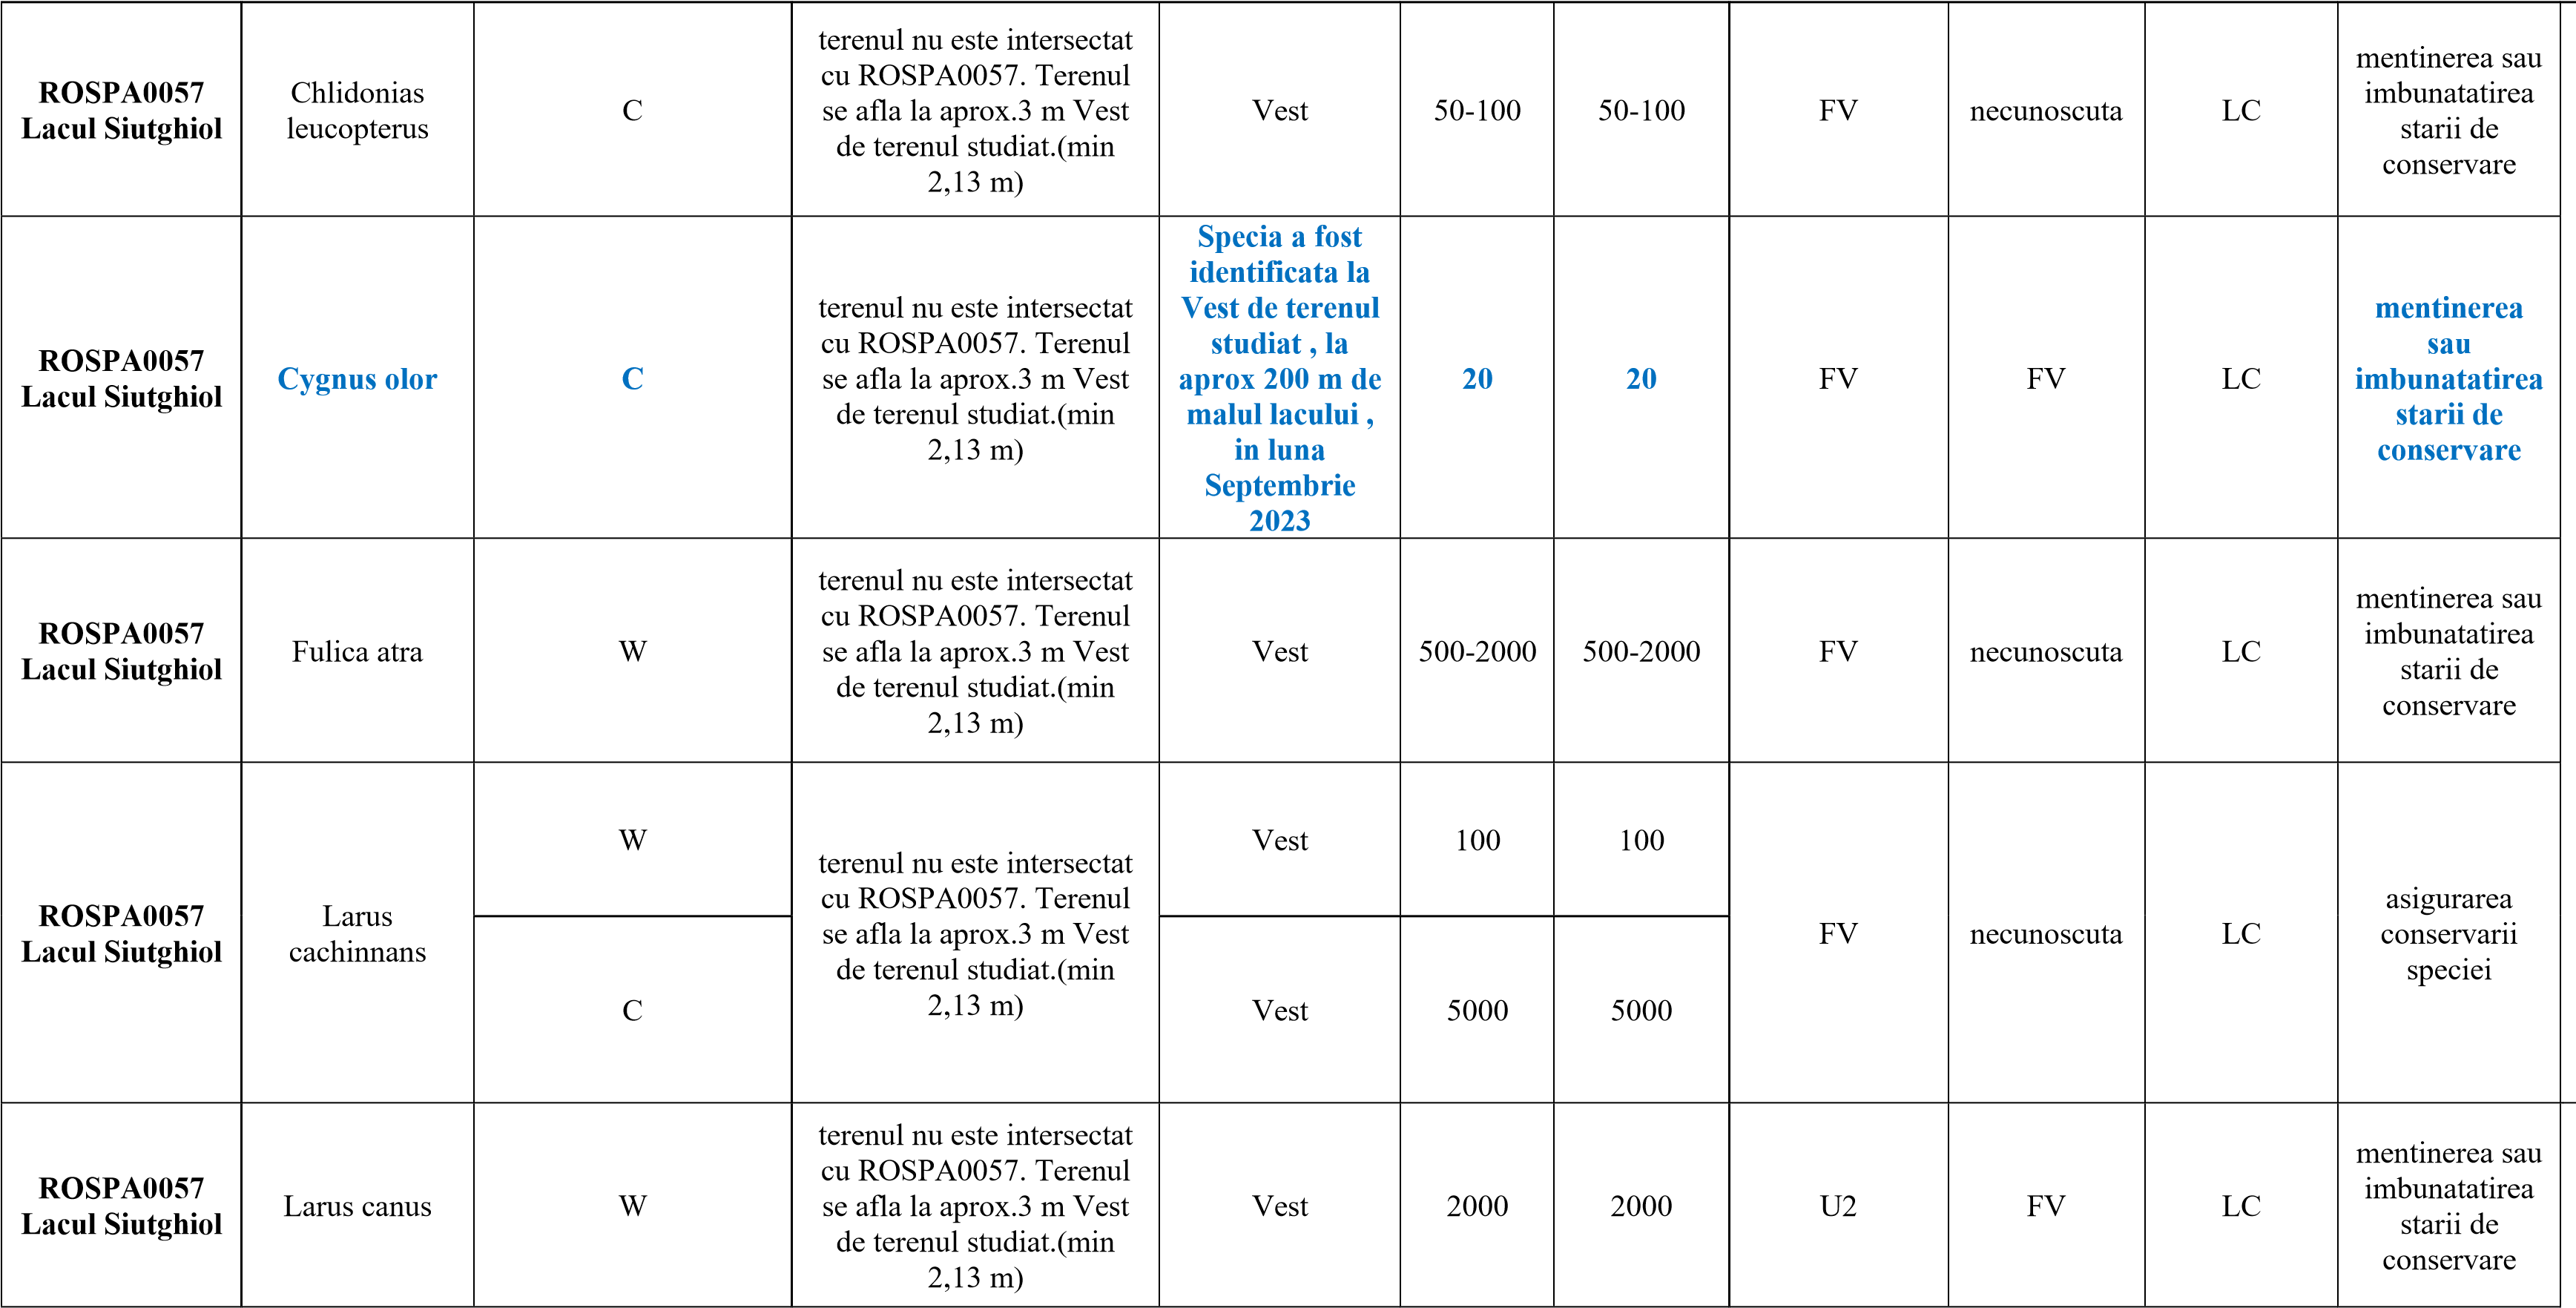 ROSPA0057
Lacul Siutghiol
Chlidonias
leucopterus
C
terenul nu este intersectat
cu ROSPA0057. Terenul
se afla la aprox.3 m Vest
de terenul studiat.(min
2,13 m)
Vest
50-100
50-100
FV
necunoscuta
LC
mentinerea sau
imbunatatirea
starii de
conservare
ROSPA0057
Lacul Siutghiol
Cygnus olor
C
terenul nu este intersectat
cu ROSPA0057. Terenul
se afla la aprox.3 m Vest
de terenul studiat.(min
2,13 m)
Specia a fost
identificata la
Vest de terenul
studiat , la
aprox 200 m de
malul lacului ,
in luna
Septembrie
2023
20
20
FV
FV
LC
mentinerea
sau
imbunatatirea
starii de
conservare
ROSPA0057
Lacul Siutghiol
Fulica atra
W
terenul nu este intersectat
cu ROSPA0057. Terenul
se afla la aprox.3 m Vest
de terenul studiat.(min
2,13 m)
Vest
500-2000
500-2000
FV
necunoscuta
LC
mentinerea sau
imbunatatirea
starii de
conservare
ROSPA0057
Lacul Siutghiol
Larus
cachinnans
W
C
terenul nu este intersectat
cu ROSPA0057. Terenul
se afla la aprox.3 m Vest
de terenul studiat.(min
2,13 m)
Vest
100
100
Vest
5000
5000
FV
necunoscuta
LC
asigurarea
conservarii
speciei
ROSPA0057
Lacul Siutghiol
Larus canus
W
terenul nu este intersectat
cu ROSPA0057. Terenul
se afla la aprox.3 m Vest
de terenul studiat.(min
2,13 m)
Vest
2000
2000
U2
FV
LC
mentinerea sau
imbunatatirea
starii de
conservare